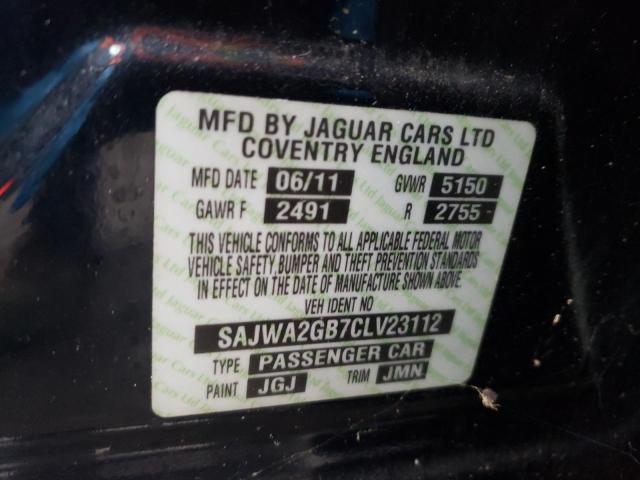 MFD BY JAGUAR CARS LTD
COVENTRY ENGLAND
MFD DATE 06/11 GVWR 5150
GAWR F 2491 R 2755
THIS VEHICLE CONFORMS TO ALL APPLICABLE FEDERAL MOTOR
VEHICLE SAFETY,BUMPER AND THEFT PREVENTION STANDARDS
IN EFFECT ON THE DATE OF MANUFACTURE SHOWN ABOVE.
VEH IDENT NO
SAJWA2GB7CLV23112
TYPE PASSENGER CAR
PAINT JGJ TRIM JMN